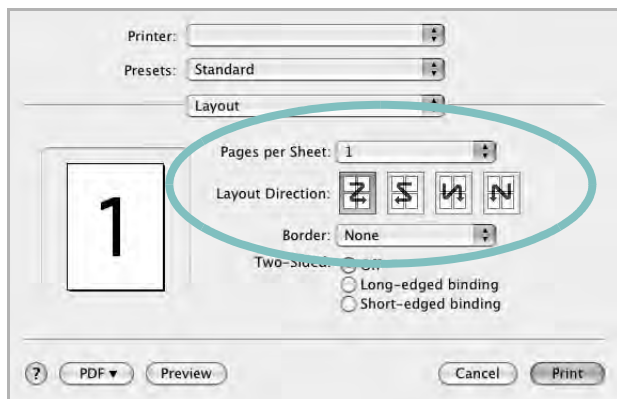 Printer:
Presets: Standard
Layout
Pages per Sheet: 1
1
Layout Direction:
Border: None
Two-Sided: Off
Long-edged binding
Short-edged binding
? PDF▼ Preview Cancel Print